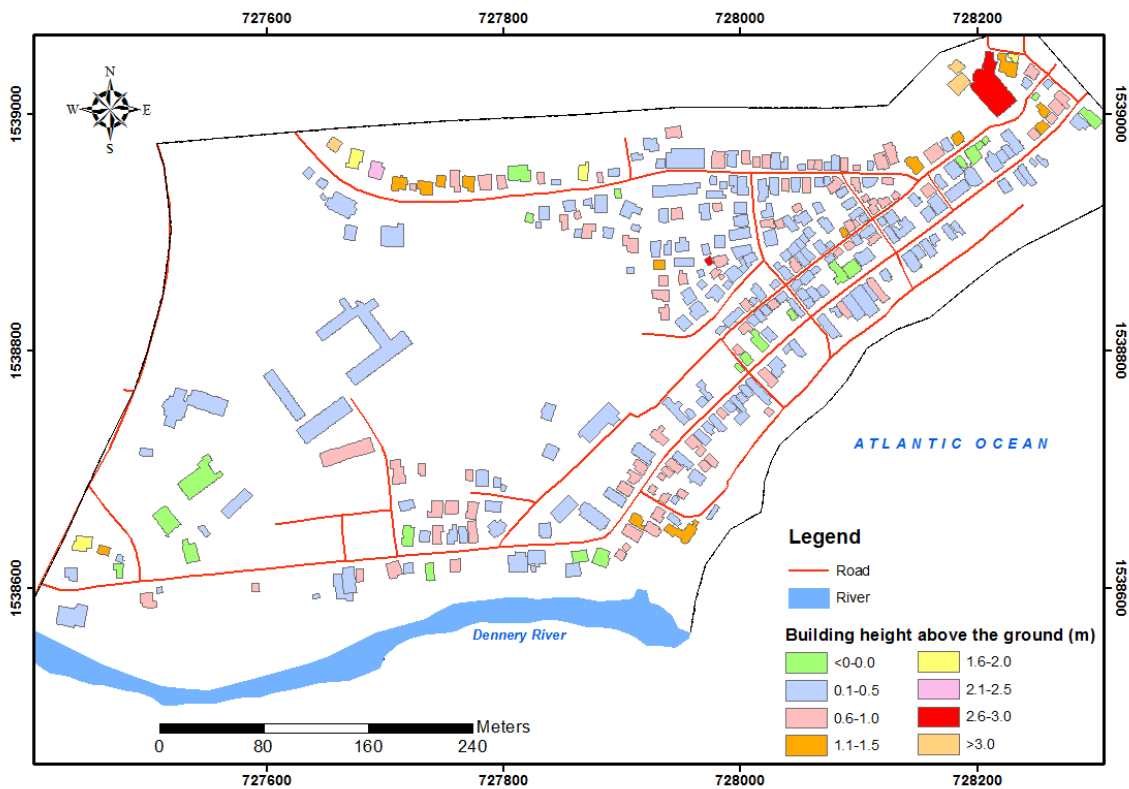 727600 727800 728000 728200
1539000 1539000
N
W E
S
1538800 1538800
ATLANTIC OCEAN
1538600 1538600
Dennery River
Legend
Road
River
Building height above the ground (m)
<0-0.0 1.6-2.0
0.1-0.5 2.1-2.5
0.6-1.0 2.6-3.0
1.1-1.5 >3.0
Meters
0 80 160 240
727600 727800 728000 728200